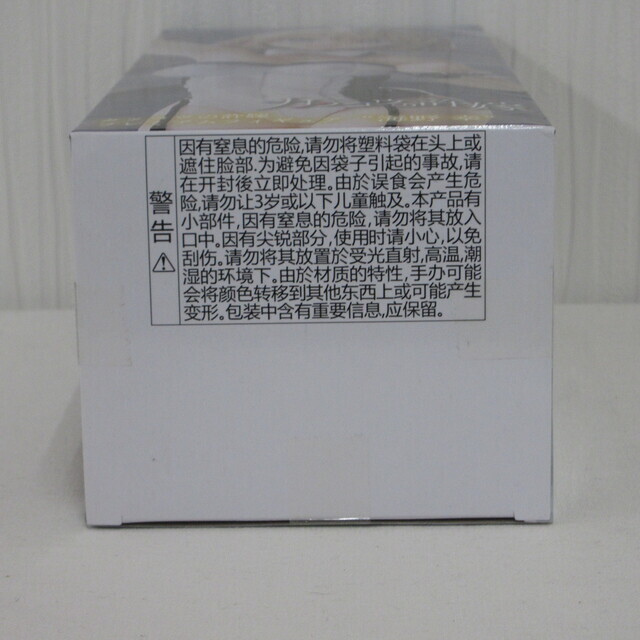 警告
因有窒息的危险,请勿将塑料袋在头上或
遮住脸部.为避免因袋子引起的事故,请
在开封後立即处理。由於误食会产生危
险,请勿让3岁或以下儿童触及。本产品有
小部件,因有窒息的危险,请勿将其放入
口中。因有尖锐部分,使用时请小心,以免
刮伤。请勿将其放置於受光直射,高温,潮
湿的环境下。由於材质的特性,手办可能
会将颜色转移到其他东西上或可能产生
变形。包装中含有重要信息,应保留。